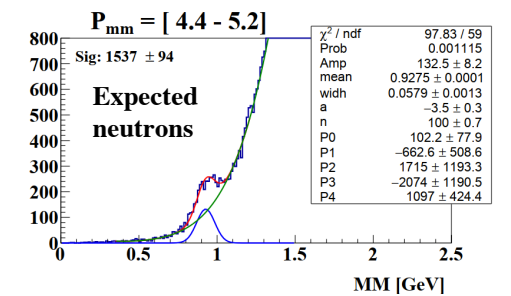 P_mm = [ 4.4 - 5.2]
Sig: 1537 ± 94
Expected
neutrons
χ² / ndf 97.83 / 59
Prob 0.001115
Amp 132.5 ± 8.2
mean 0.9275 ± 0.0001
widh 0.0579 ± 0.0013
a −3.5 ± 0.3
n 100 ± 0.7
P0 102.2 ± 77.9
P1 −662.6 ± 508.6
P2 1715 ± 1193.3
P3 −2074 ± 1190.5
P4 1097 ± 424.4
800
700
600
500
400
300
200
100
0
0 0.5 1 1.5 2 2.5
MM [GeV]